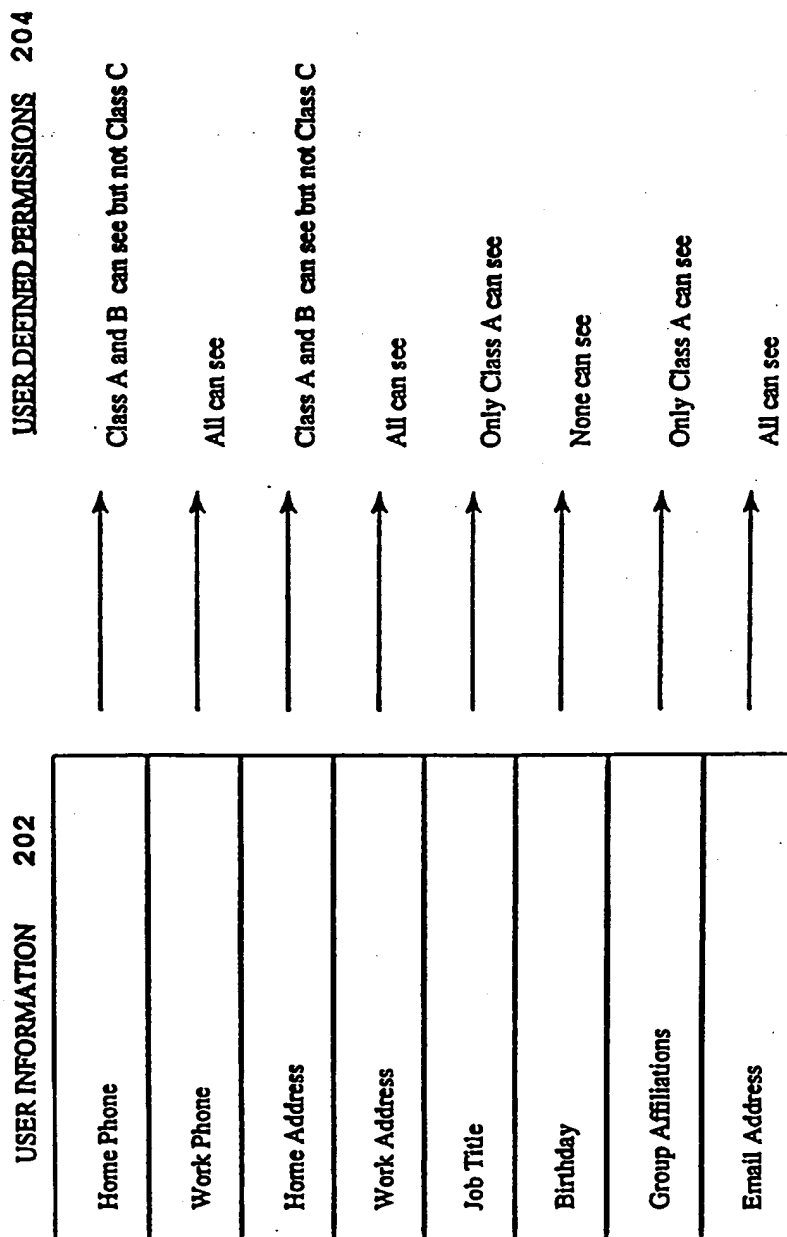 USER INFORMATION 202
USER DEFINED PERMISSIONS 204
Home Phone
Class A and B can see but not Class C
Work Phone
All can see
Home Address
Class A and B can see but not Class C
Work Address
All can see
Job Title
Only Class A can see
Birthday
None can see
Group Affiliations
Only Class A can see
Email Address
All can see